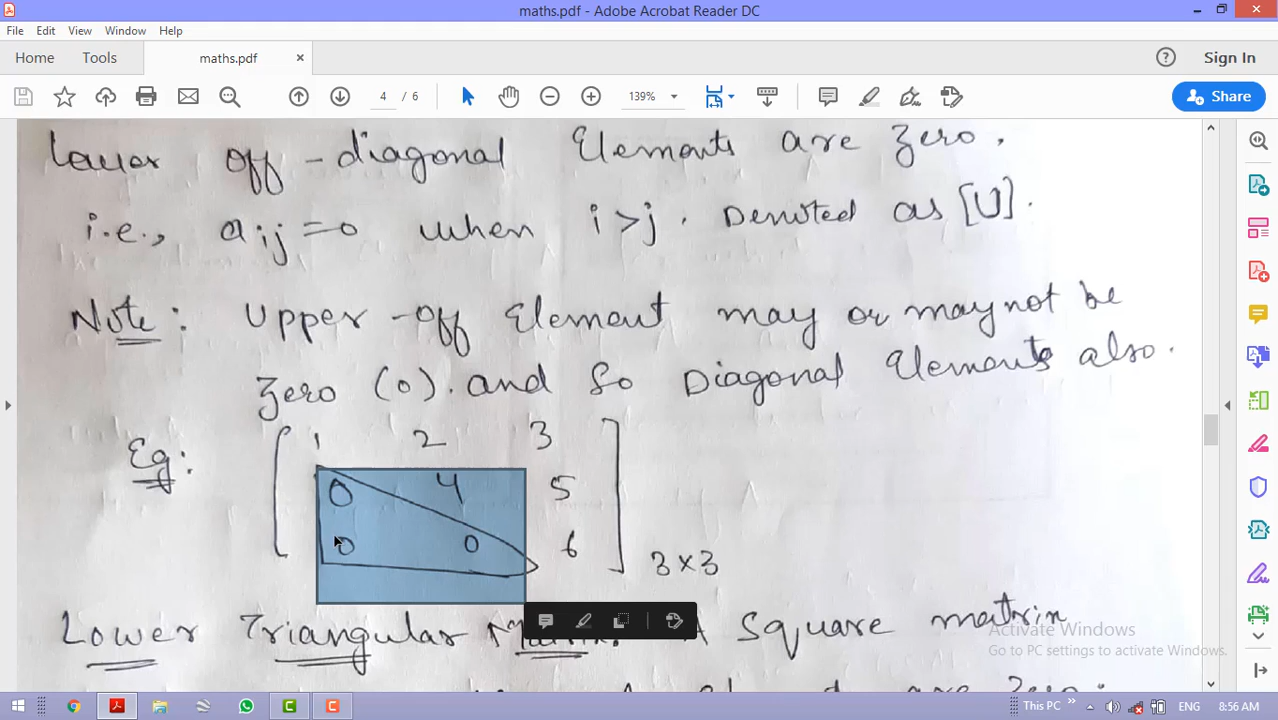 maths.pdf - Adobe Acrobat Reader DC
File Edit View Window Help
Home Tools maths.pdf × Sign In
4 / 6 139% Share
Lower off-diagonal Elements are zero.
i.e., aij=0 when i>j. Denoted as [U].
Note: Upper-off Element may or may not be
Zero (0). and so Diagonal Elements also.
Eg: [ 1 2 3
0 4 5
0 0 6 ] 3×3
Lower Triangular Matrix: A square matrix
are zero.
Activate Windows
Go to PC settings to activate Windows.
This PC » ENG 8:56 AM